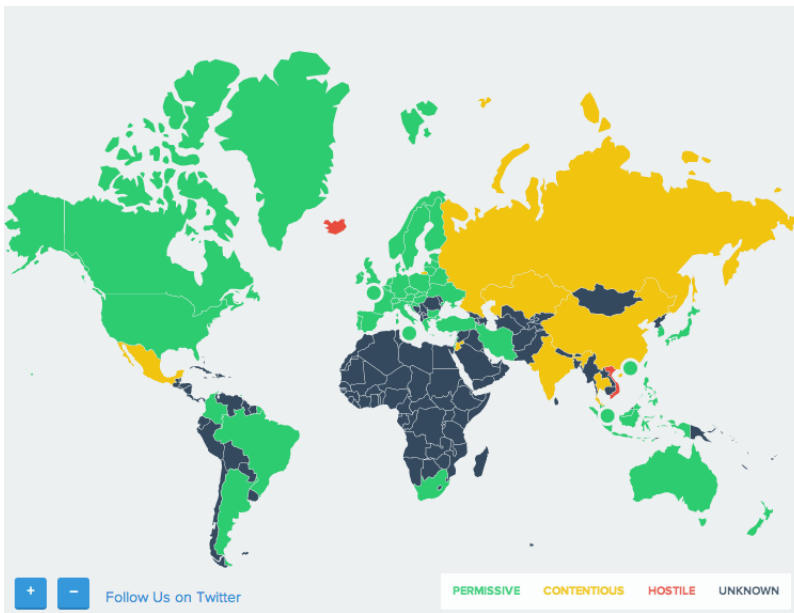 + − Follow Us on Twitter
PERMISSIVE CONTENTIOUS HOSTILE UNKNOWN